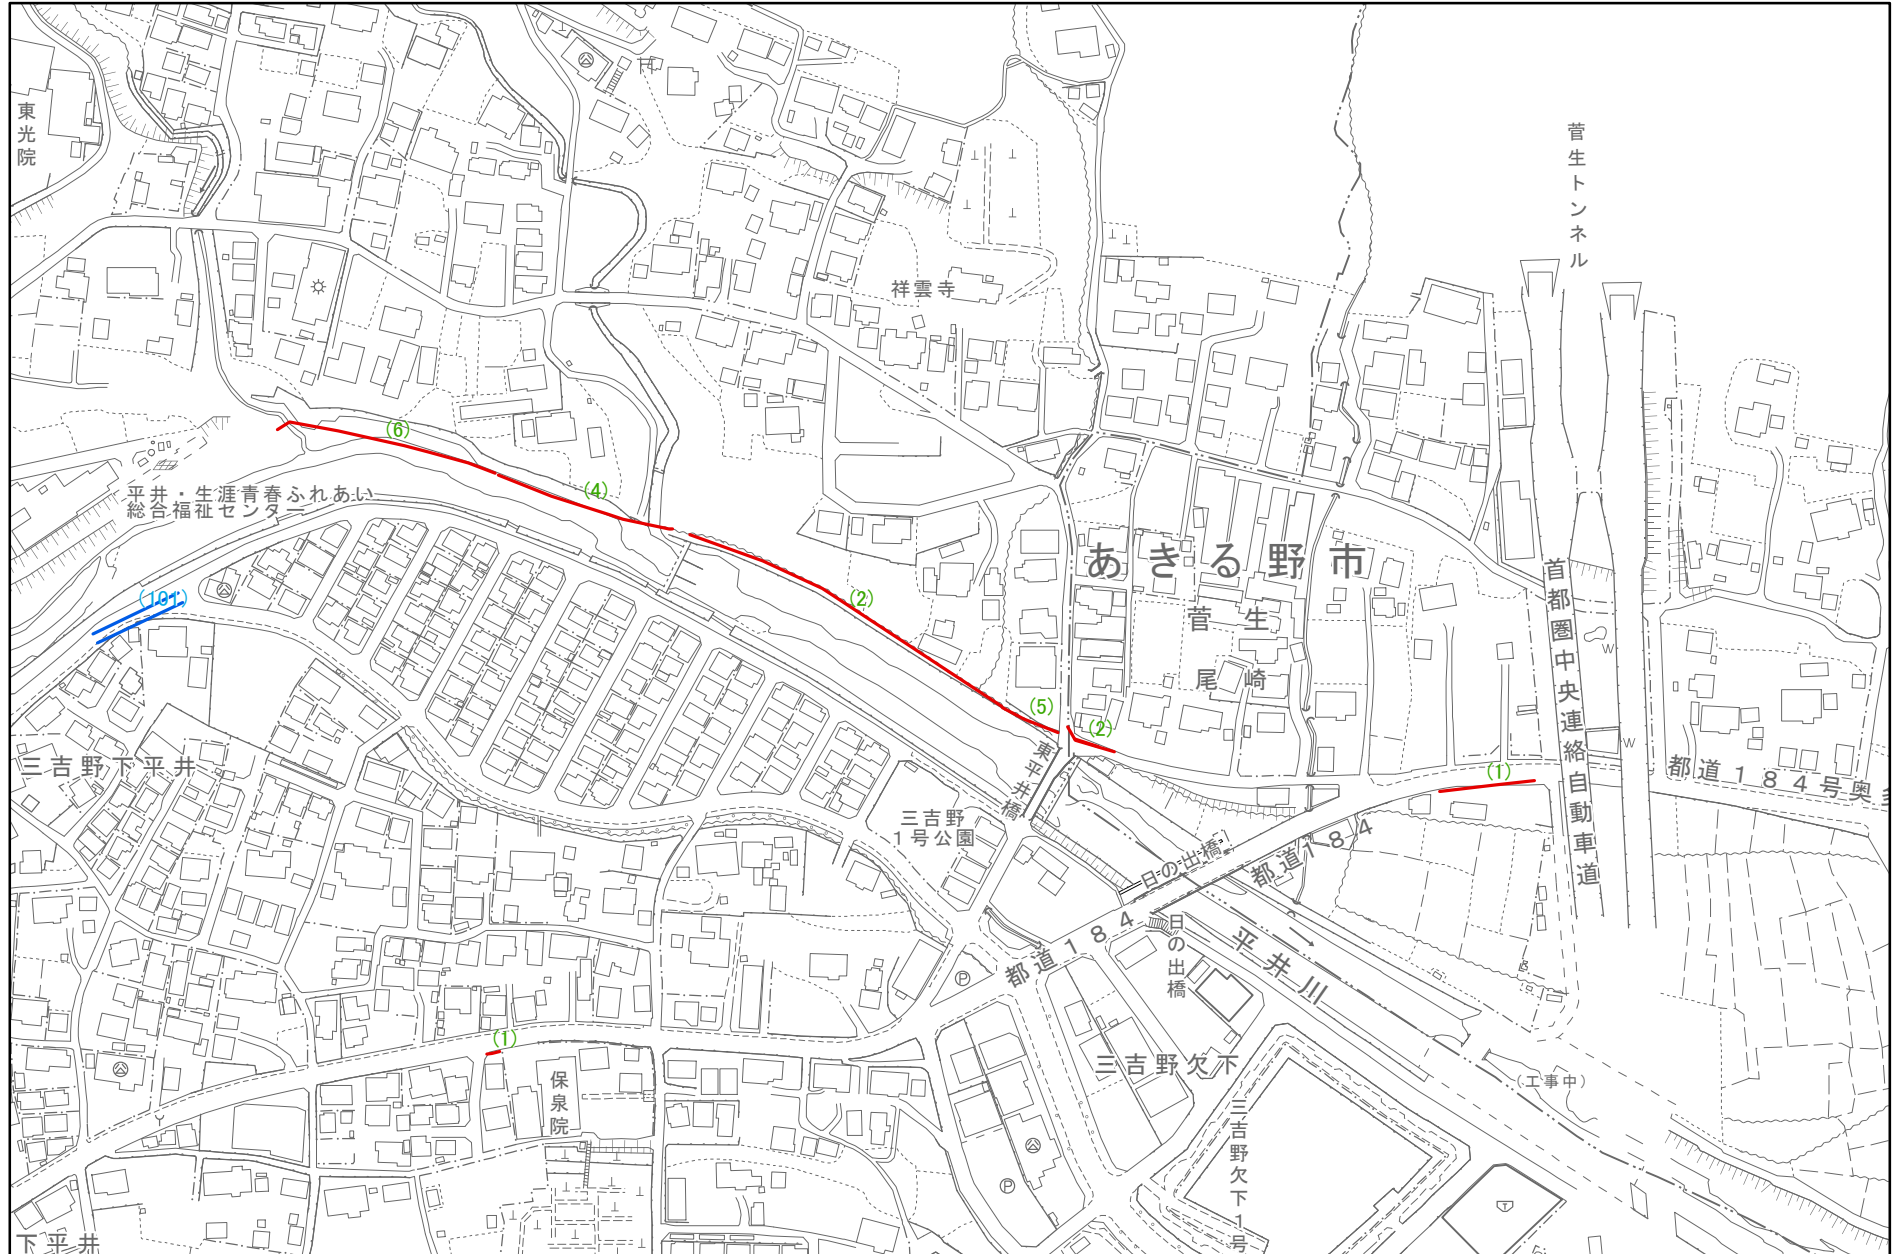 東光院
菅生トンネル
祥雲寺
(6)
(4)
平井・生涯青春ふれあい
総合福祉センター
あきる野市
(101)
(2)
菅生
尾崎
首都圏中央連絡自動車道
(5)
(2)
東平井橋
三吉野下平井
(1)
都道184号奥多
三吉野
1号公園
日の出橋
都道184
都道184
日の出橋
平井川
(1)
保泉院
三吉野欠下
(工事中)
三吉野欠下1号
下平井